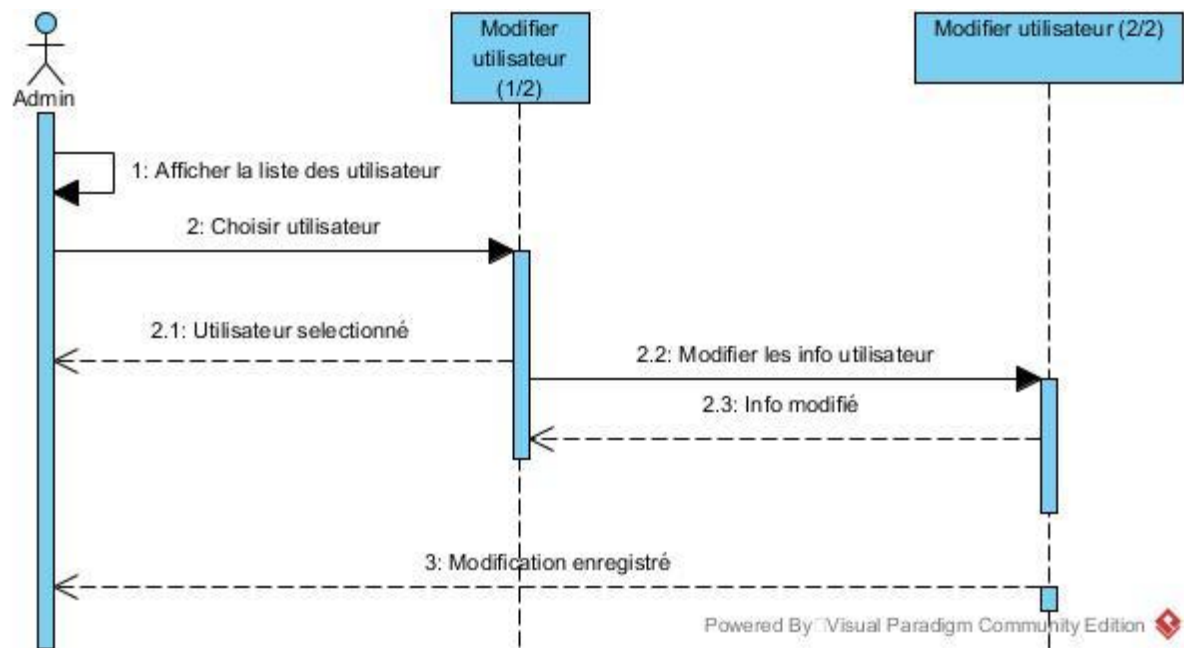 Modifier
utilisateur
(1/2)
Modifier utilisateur (2/2)
Admin
1: Afficher la liste des utilisateur
2: Choisir utilisateur
2.1: Utilisateur selectionné
2.2: Modifier les info utilisateur
2.3: Info modifié
3: Modification enregistré
Powered By Visual Paradigm Community Edition